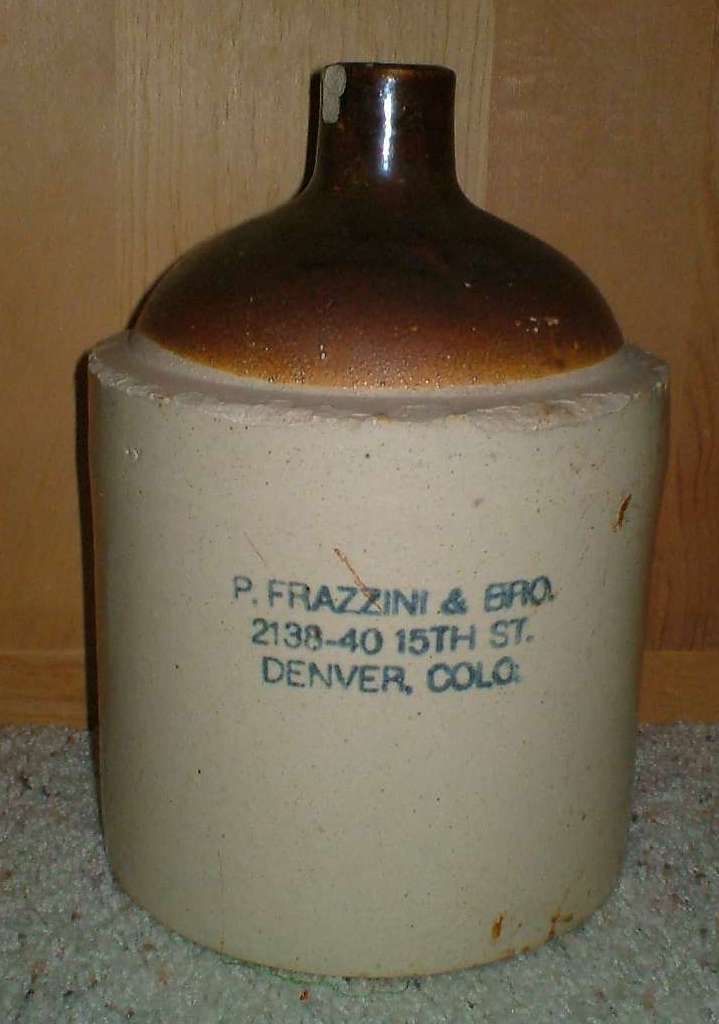 P. FRAZZINI & BRO.
2138-40 15TH ST.
DENVER, COLO.